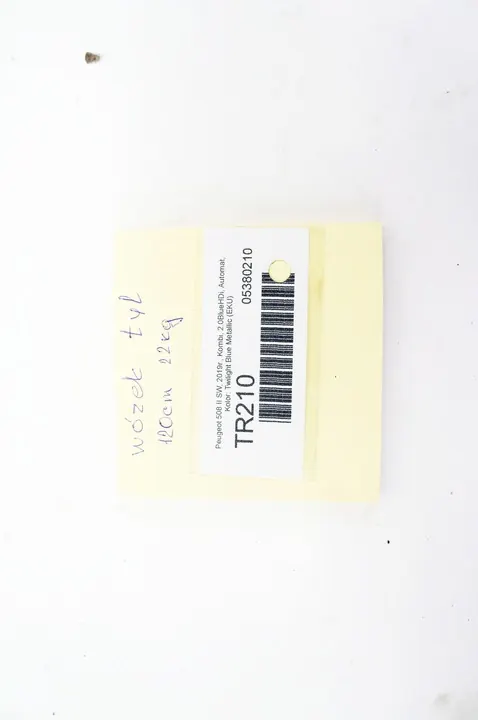 wózek tył
120cm 22kg
Peugeot 508 II SW, 2019r., Kombi, 2.0BlueHDi, Automat,
Kolor: Twilight Blue Metallic (EKU)
TR210
05380210